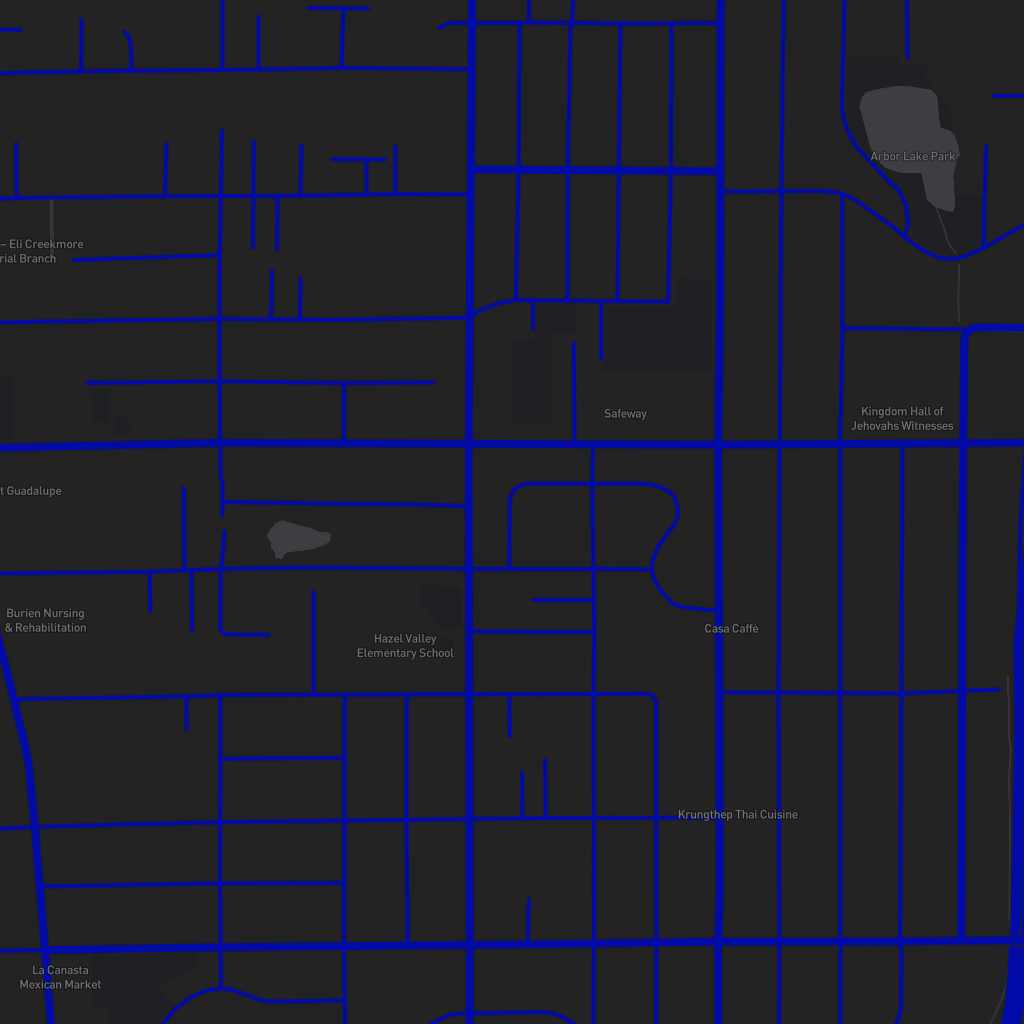 Arbor Lake Park
– Eli Creekmore
rial Branch
Safeway
Kingdom Hall of
Jehovahs Witnesses
t Guadalupe
Burien Nursing
& Rehabilitation
Hazel Valley
Elementary School
Casa Caffè
Krungthep Thai Cuisine
La Canasta
Mexican Market